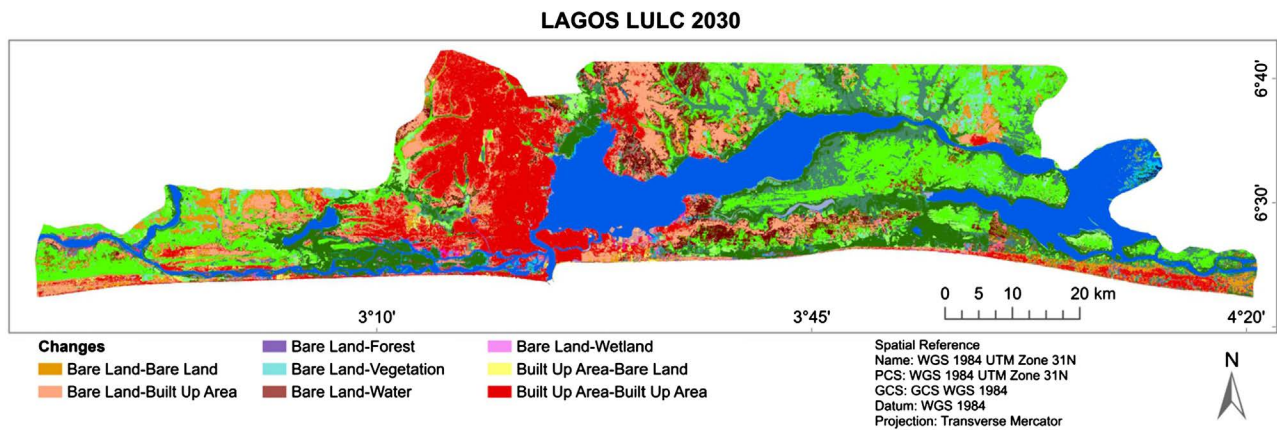 LAGOS LULC 2030
6°40'
6°30'
0 5 10 20 km
3°10' 3°45' 4°20'
Changes
Bare Land-Bare Land
Bare Land-Built Up Area
Bare Land-Forest
Bare Land-Vegetation
Bare Land-Water
Bare Land-Wetland
Built Up Area-Bare Land
Built Up Area-Built Up Area
Spatial Reference
Name: WGS 1984 UTM Zone 31N
PCS: WGS 1984 UTM Zone 31N
GCS: GCS WGS 1984
Datum: WGS 1984
Projection: Transverse Mercator
N